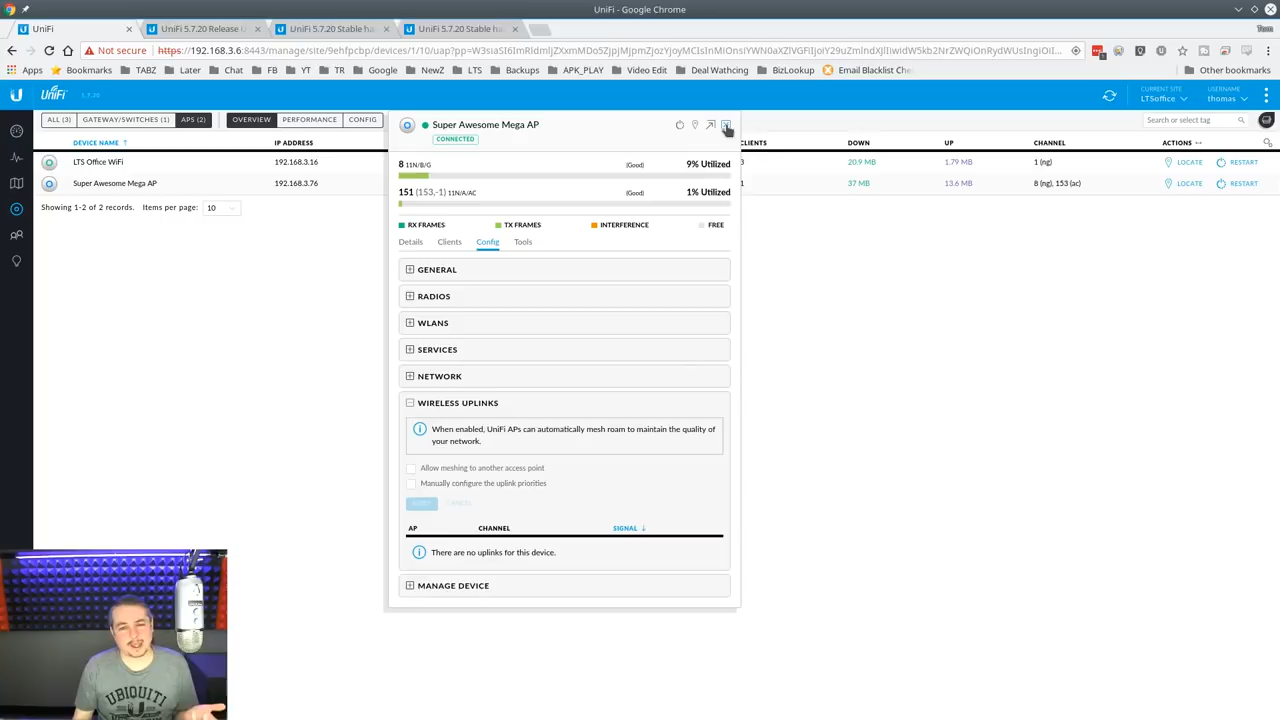 UniFi - Google Chrome
UniFi
UniFi 5.7.20 Release
UniFi 5.7.20 Stable ha
UniFi 5.7.20 Stable ha
Tom
Not secure
Apps Bookmarks TABZ Later Chat FB YT TR Google NewZ LTS Backups APK_PLAY Video Edit Deal Wathcing BizLookup Email Blacklist Che Other bookmarks
UniFi 5.7.20
CURRENT SITE
LTSoffice
USERNAME
thomas
ALL (3) GATEWAY/SWITCHES (1) APS (2) OVERVIEW PERFORMANCE CONFIG
Search or select tag
DEVICE NAME IP ADDRESS CLIENTS DOWN UP CHANNEL ACTIONS
LTS Office WiFi 192.168.3.16 3 20.9 MB 1.79 MB 1 (ng) LOCATE RESTART
Super Awesome Mega AP 192.168.3.76 1 37 MB 13.6 MB 8 (ng), 153 (ac) LOCATE RESTART
Showing 1-2 of 2 records. Items per page: 10
Super Awesome Mega AP
CONNECTED
8 11N/B/G (Good) 9% Utilized
151 (153,-1) 11N/A/AC (Good) 1% Utilized
RX FRAMES TX FRAMES INTERFERENCE FREE
Details Clients Config Tools
GENERAL
RADIOS
WLANS
SERVICES
NETWORK
WIRELESS UPLINKS
When enabled, UniFi APs can automatically mesh roam to maintain the quality of
your network.
Allow meshing to another access point
Manually configure the uplink priorities
AP CHANNEL SIGNAL
There are no uplinks for this device.
MANAGE DEVICE
UBIQUITI